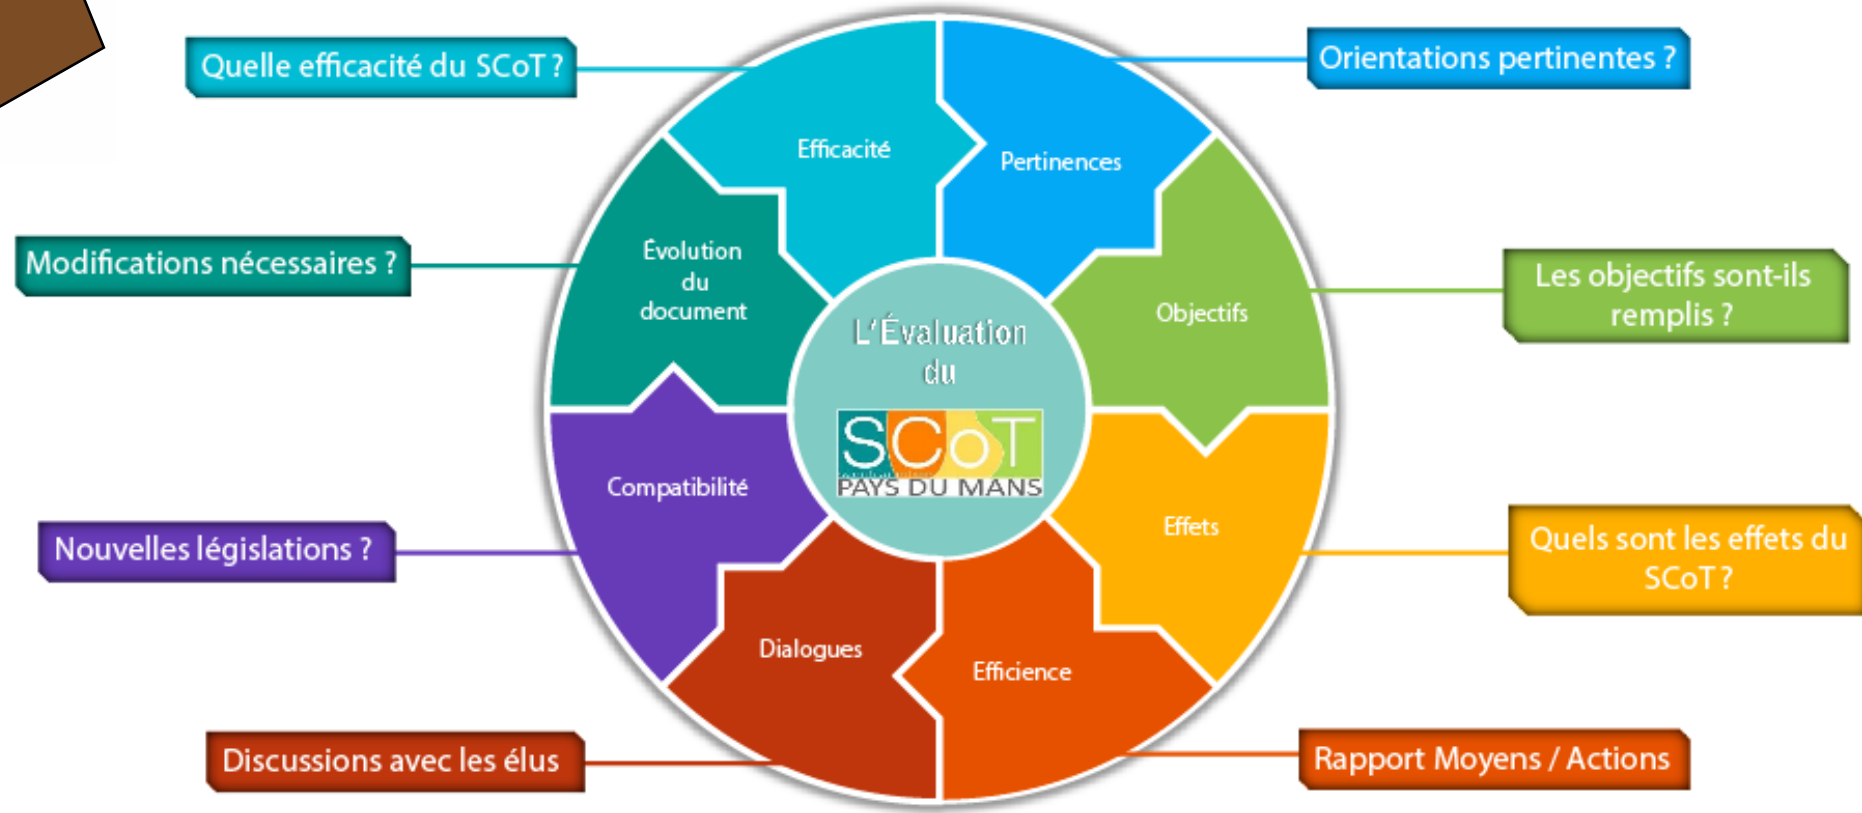 Quelle efficacité du SCoT ?
Orientations pertinentes ?
Efficacité
Pertinences
Modifications nécessaires ?
Évolution
du
document
Objectifs
Les objectifs sont-ils
remplis ?
L'Évaluation
du
SCoT
PAYS DU MANS
Compatibilité
Effets
Nouvelles législations ?
Quels sont les effets du
SCoT ?
Dialogues
Efficience
Discussions avec les élus
Rapport Moyens / Actions